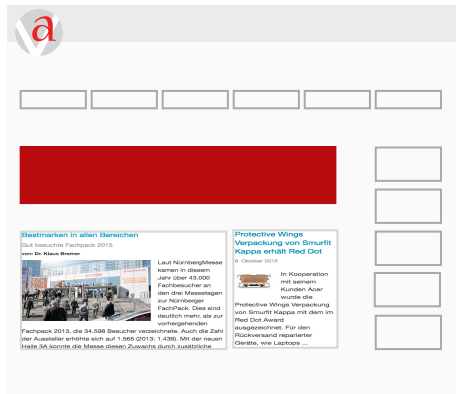 a
Bestmarken in allen Bereichen
Gut besuchte Fachpack 2015
von: Dr. Klaus Bremer
Laut NürnbergMesse
kamen in diesem
Jahr über 43.000
Fachbesucher an
den drei Messetagen
zur Nürnberger
FachPack. Dies sind
deutlich mehr, als zur
vorhergehenden
Fachpack 2013, die 34.598 Besucher verzeichnete. Auch die Zahl
der Aussteller erhöhte sich auf 1.565 (2013: 1.439). Mit der neuen
Halle 3A konnte die Messe diesen Zuwachs durch zusätzliche
Protective Wings
Verpackung von Smurfit
Kappa erhält Red Dot
6. Oktober 2015
In Kooperation
mit seinem
Kunden Acer
wurde die
Protective Wings Verpackung
von Smurfit Kappa mit dem im
Red Dot Award
ausgezeichnet. Für den
Rückversand reparierter
Geräte, wie Laptops ...